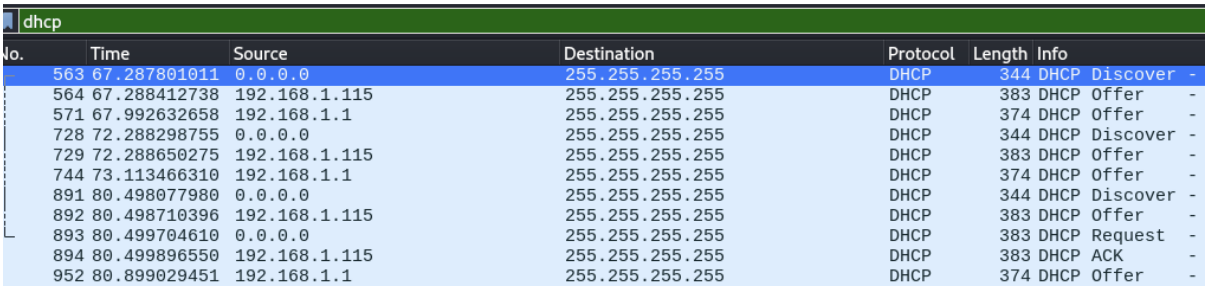 dhcp
No. Time Source Destination Protocol Length Info
563 67.287801011 0.0.0.0 255.255.255.255 DHCP 344 DHCP Discover -
564 67.288412738 192.168.1.115 255.255.255.255 DHCP 383 DHCP Offer -
571 67.992632658 192.168.1.1 255.255.255.255 DHCP 374 DHCP Offer -
728 72.288298755 0.0.0.0 255.255.255.255 DHCP 344 DHCP Discover -
729 72.288650275 192.168.1.115 255.255.255.255 DHCP 383 DHCP Offer -
744 73.113466310 192.168.1.1 255.255.255.255 DHCP 374 DHCP Offer -
891 80.498077980 0.0.0.0 255.255.255.255 DHCP 344 DHCP Discover -
892 80.498710396 192.168.1.115 255.255.255.255 DHCP 383 DHCP Offer -
893 80.499704610 0.0.0.0 255.255.255.255 DHCP 383 DHCP Request -
894 80.499896550 192.168.1.115 255.255.255.255 DHCP 383 DHCP ACK -
952 80.899029451 192.168.1.1 255.255.255.255 DHCP 374 DHCP Offer -